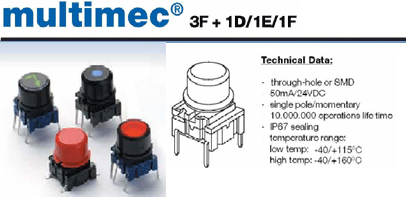 multimec® 3F + 1D/1E/1F
Technical Data:
- through-hole or SMD
50mA/24VDC
- single pole/momentary
10.000.000 operations life time
- IP67 sealing
temperature range:
low temp: -40/+115°C
high temp: -40/+160°C